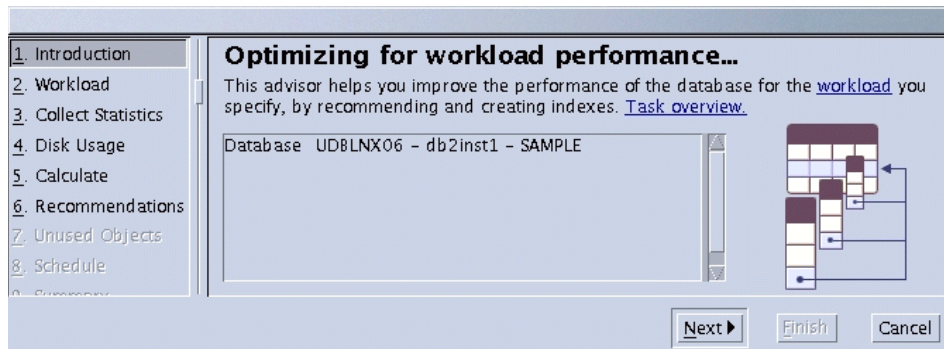 1. Introduction
2. Workload
3. Collect Statistics
4. Disk Usage
5. Calculate
6. Recommendations
7. Unused Objects
8. Schedule
9. Summary
Optimizing for workload performance...
This advisor helps you improve the performance of the database for the workload you
specify, by recommending and creating indexes. Task overview.
Database UDBLNX06 - db2inst1 - SAMPLE
Next
Finish
Cancel